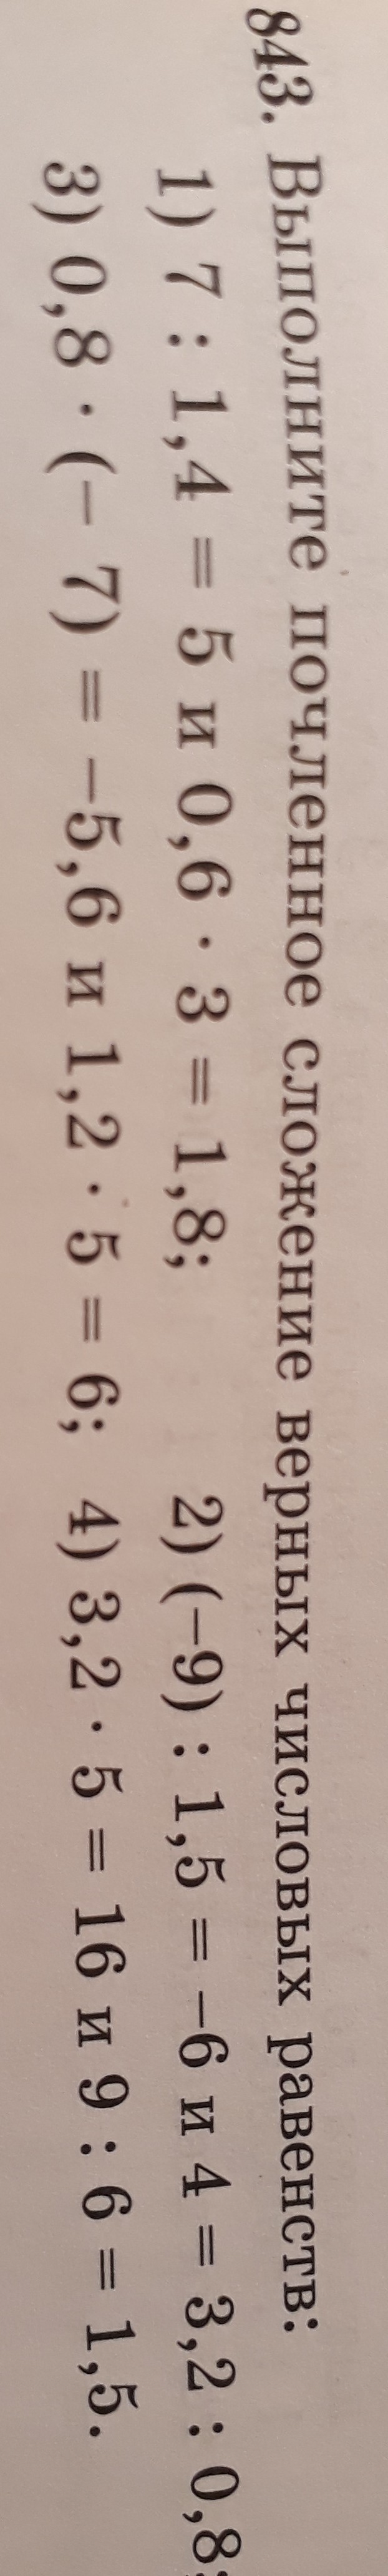 843. Выполните почленное сложение верных числовых равенств:
1) 7 : 1,4 = 5 и 0,6 · 3 = 1,8; 2) (−9) : 1,5 = −6 и 4 = 3,2 : 0,8;
3) 0,8 · (− 7) = −5,6 и 1,2 · 5 = 6; 4) 3,2 · 5 = 16 и 9 : 6 = 1,5.